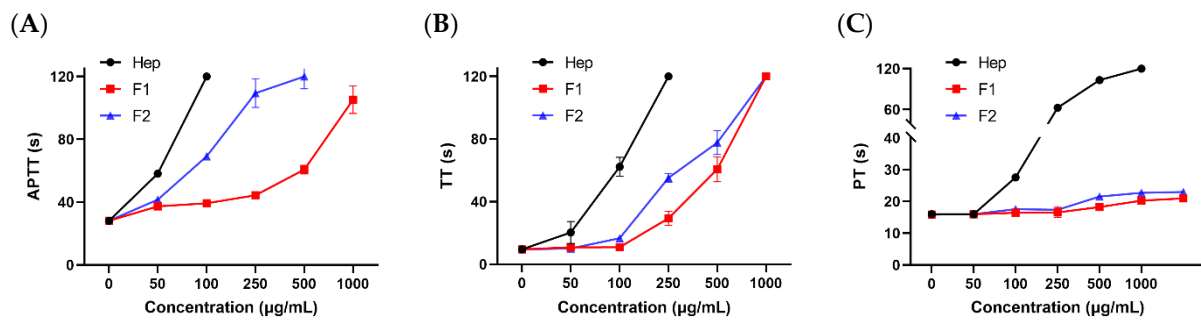 (A)
Hep
F1
F2
APTT (s)
120
80
40
0
0 50 100 250 500 1000
Concentration (µg/mL)
(B)
Hep
F1
F2
TT (s)
120
80
40
0
0 50 100 250 500 1000
Concentration (µg/mL)
(C)
Hep
F1
F2
PT (s)
120
60
40
30
20
10
0
0 50 100 250 500 1000
Concentration (µg/mL)